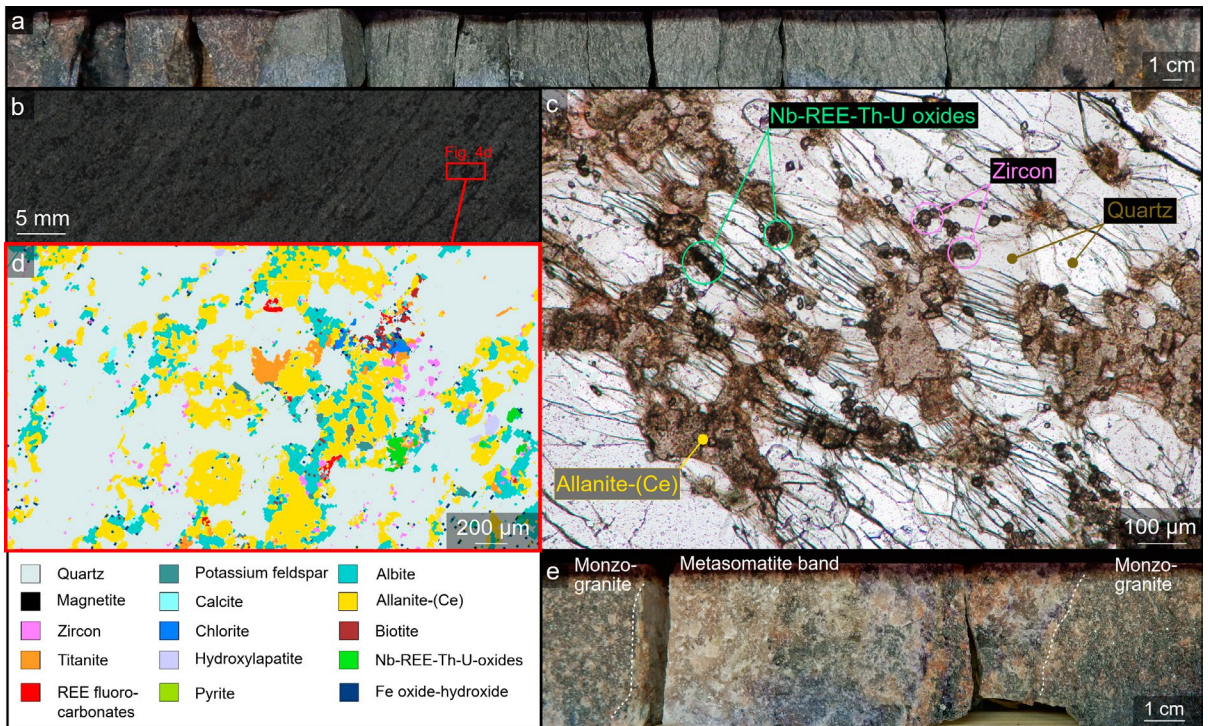 a
1 cm
b
Fig. 4d
5 mm
c
Nb-REE-Th-U oxides
Zircon
Quartz
Allanite-(Ce)
100 µm
d
200 µm
Quartz
Potassium feldspar
Albite
Magnetite
Calcite
Allanite-(Ce)
Zircon
Chlorite
Biotite
Titanite
Hydroxylapatite
Nb-REE-Th-U-oxides
REE fluoro-
carbonates
Pyrite
Fe oxide-hydroxide
e
Monzo-
granite
Metasomatite band
Monzo-
granite
1 cm